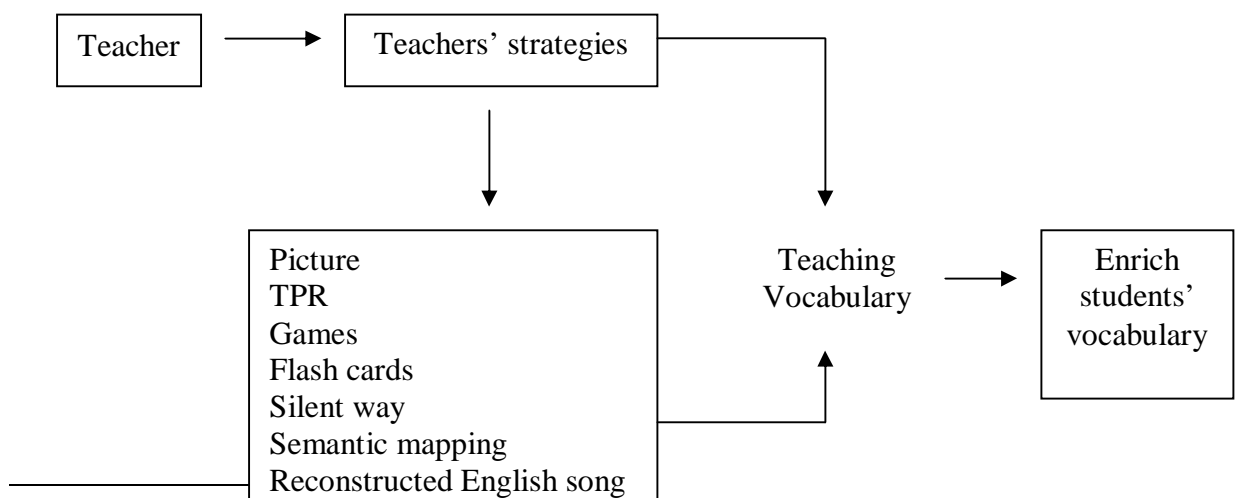 Teacher
Teachers’ strategies
Picture
TPR
Games
Flash cards
Silent way
Semantic mapping
Reconstructed English song
Teaching
Vocabulary
Enrich
students’
vocabulary